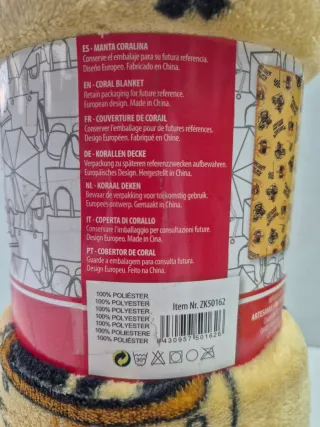 ES - MANTA CORALINA
Conserve el embalaje para su futura referencia.
Diseño Europeo. Fabricado en China.
EN - CORAL BLANKET
Retain packaging for future reference.
European design. Made in China.
FR - COUVERTURE DE CORAIL
Conserver l'emballage pour de futures références.
Design Européen. Fabriqué en Chine.
DE - KORALLEN DECKE
Verpackung zu späteren referenzzwecken aufbewahren.
Europäisches Design. Hergestellt in China.
NL - KORAAL DEKEN
Bewaar de verpakking voor toekomstig gebruik.
Europees ontwerp. Gemaakt in China.
IT - COPERTA DI CORALLO
Conservare l'imballaggio per consultazioni future.
Design Europeo. Made in China.
PT - COBERTOR DE CORAL
Guarde a embalagem para consulta futura.
Design Europeu. Feito na China.
100% POLIÉSTER
100% POLYESTER
100% POLYESTER
100% POLYESTER
100% POLYESTER
100% POLIESTERE
100% POLIÉSTER
Item Nr. ZK50162
8 430957 501626